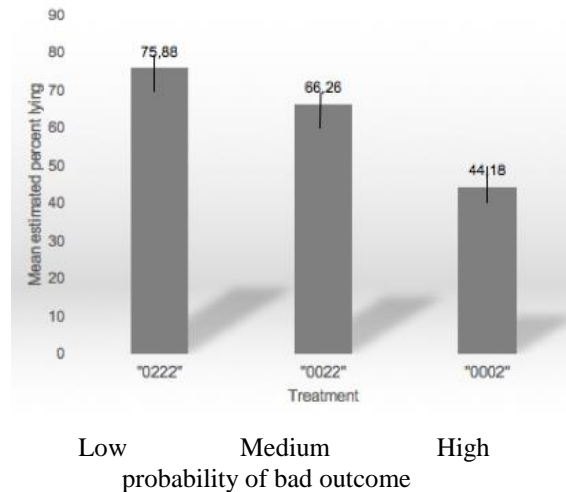 90
80
70
60
50
40
30
20
10
0
Mean estimated percent lying
75,88
66,26
44,18
"0222" "0022" "0002"
Treatment
Low Medium High
probability of bad outcome